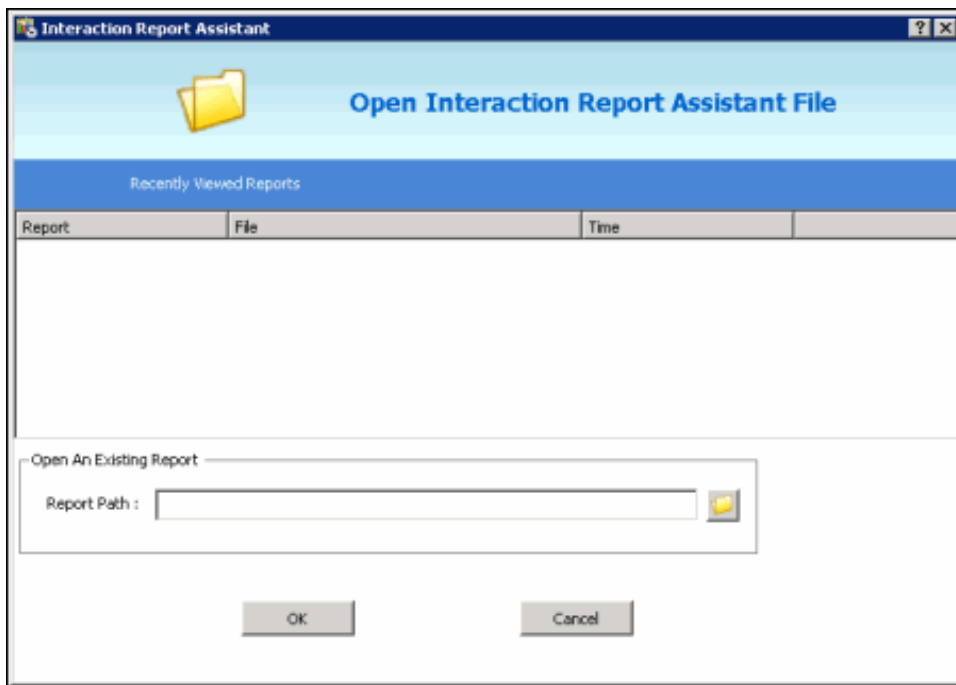 Interaction Report Assistant
Open Interaction Report Assistant File
Recently Viewed Reports
Report File Time
Open An Existing Report
Report Path :
OK Cancel